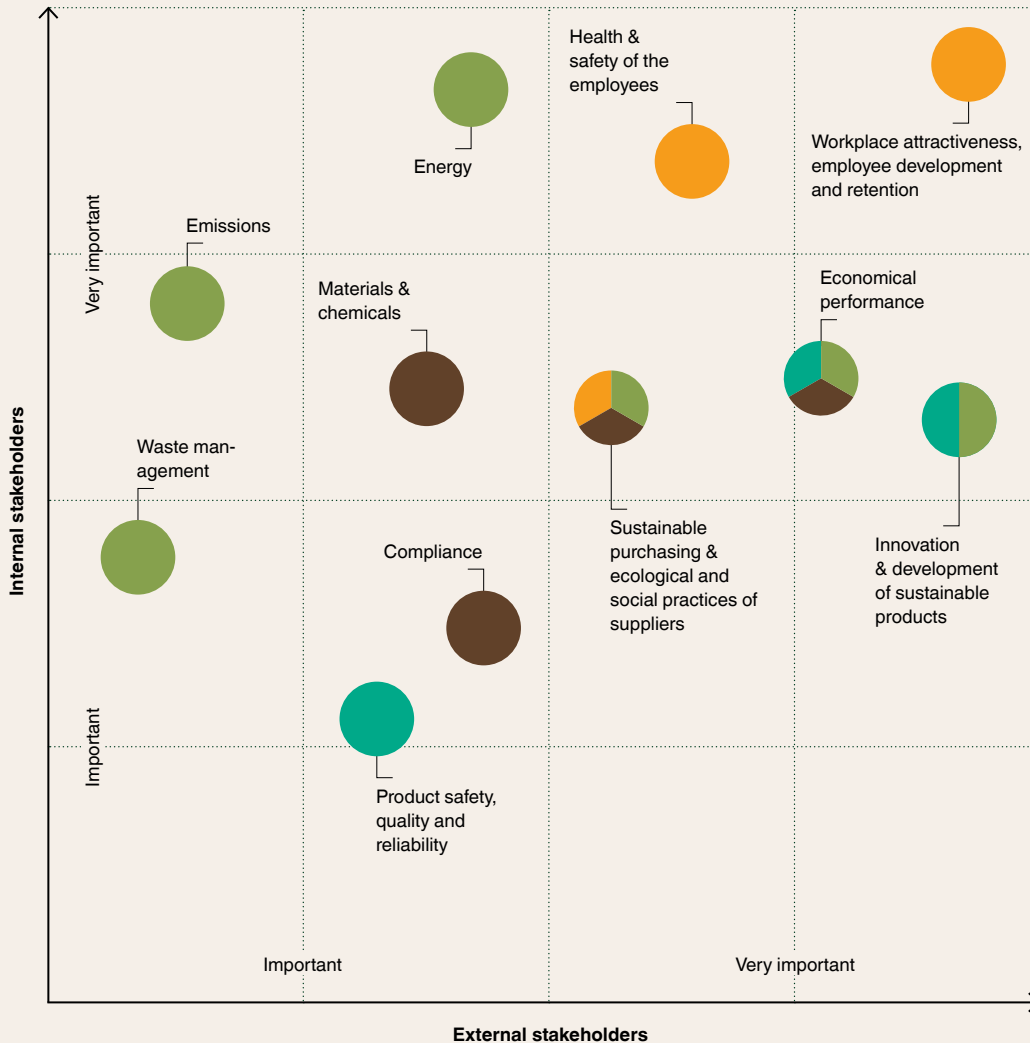 Health &
safety of the
employees
Workplace attractiveness,
employee development
and retention
Energy
Emissions
Very important
Materials &
chemicals
Economical
performance
Waste man-
agement
Internal stakeholders
Compliance
Sustainable
purchasing &
ecological and
social practices of
suppliers
Innovation
& development
of sustainable
products
Important
Product safety,
quality and
reliability
Important
Very important
External stakeholders